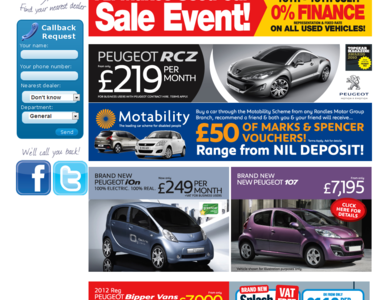 Find your nearest dealer
Callback
Request
Your name:
Your phone number:
Nearest dealer:
Don't know
Department:
General
Send
We'll call you back!
Sale Event!
0% FINANCE
ON ALL USED VEHICLES!
PEUGEOT RCZ
£219 PER
MONTH
PEUGEOT
Motability
The leading car scheme for disabled people
Buy a car through the Motability Scheme from any Randles Motor Group
Branch, recommend a friend & both you & your friend will receive...
£50 OF MARKS & SPENCER
VOUCHERS!
Range from NIL DEPOSIT!
BRAND NEW
PEUGEOT iOn
100% ELECTRIC. 100% REAL.
£249 PER
MONTH
BRAND NEW
NEW PEUGEOT 107
£7,195
CLICK
HERE FOR
DETAILS
2012 Reg
PEUGEOT Bipper Vans
BRAND NEW
Splash
VAT